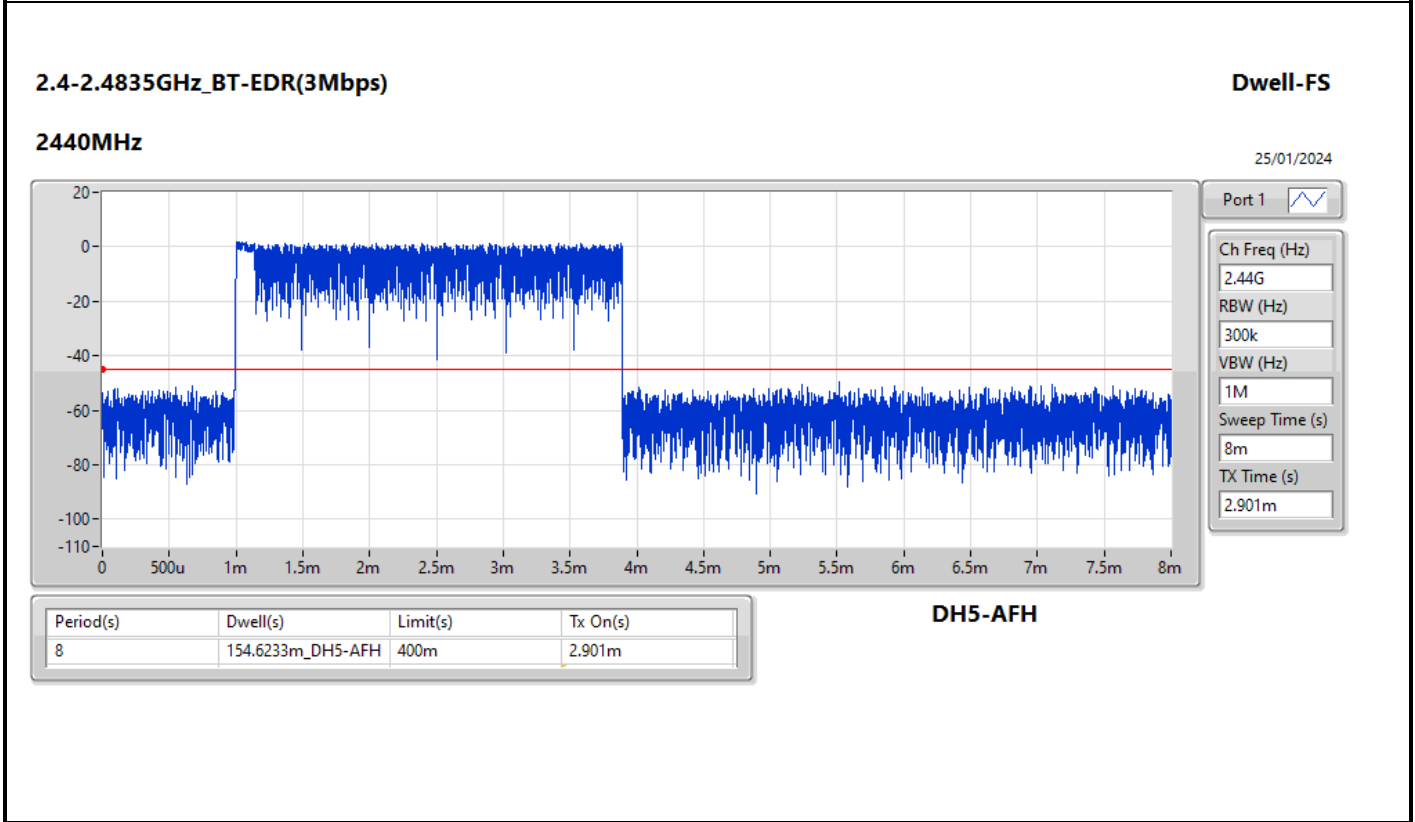 2.4-2.4835GHz_BT-EDR(3Mbps) Dwell-FS
2440MHz
25/01/2024
Port 1
20
0
-20
-40
-60
-80
-100
-110
0 500u 1m 1.5m 2m 2.5m 3m 3.5m 4m 4.5m 5m 5.5m 6m 6.5m 7m 7.5m 8m
Ch Freq (Hz)
2.44G
RBW (Hz)
300k
VBW (Hz)
1M
Sweep Time (s)
8m
TX Time (s)
2.901m
Period(s) Dwell(s) Limit(s) Tx On(s)
8 154.6233m_DH5-AFH 400m 2.901m
DH5-AFH